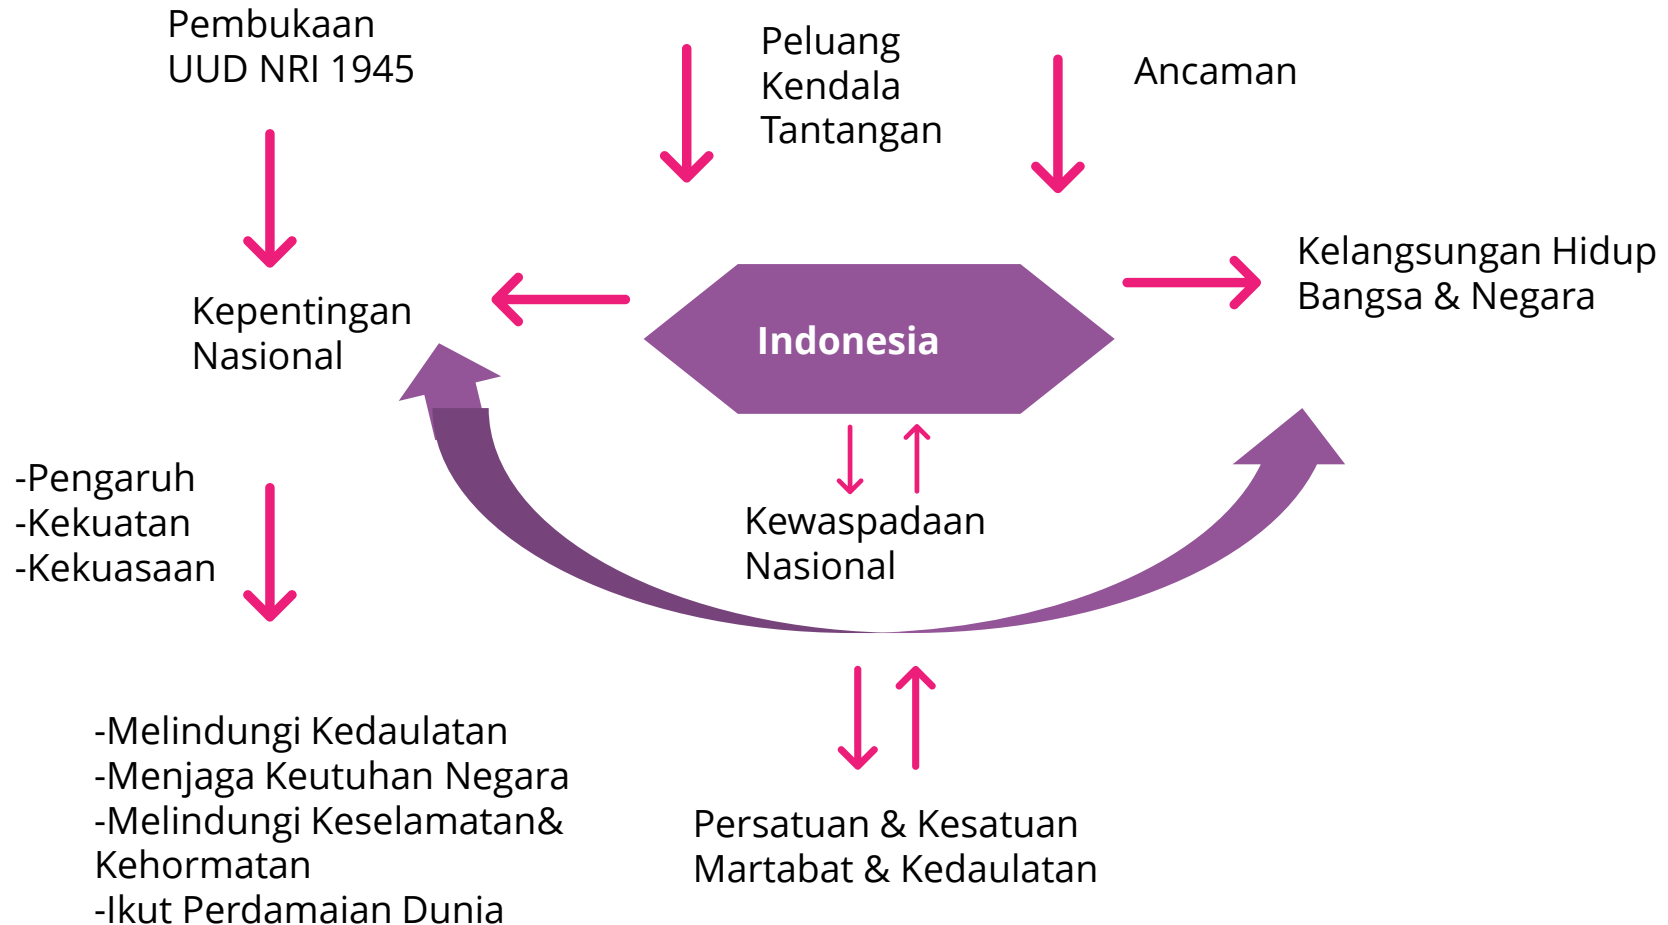 Pembukaan
UUD NRI 1945
Peluang
Kendala
Tantangan
Ancaman
Kepentingan
Nasional
Indonesia
Kelangsungan Hidup
Bangsa & Negara
-Pengaruh
-Kekuatan
-Kekuasaan
Kewaspadaan
Nasional
-Melindungi Kedaulatan
-Menjaga Keutuhan Negara
-Melindungi Keselamatan&
Kehormatan
-Ikut Perdamaian Dunia
Persatuan & Kesatuan
Martabat & Kedaulatan